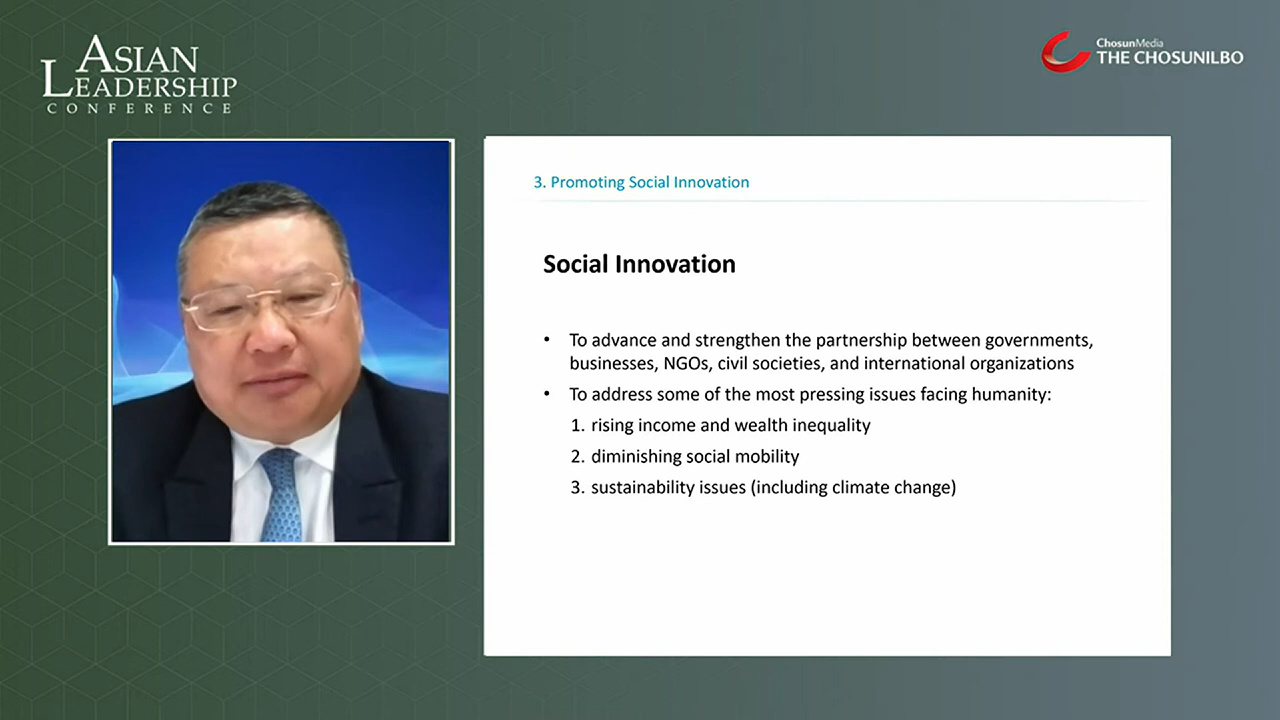 ASIAN
LEADERSHIP
CONFERENCE
ChosunMedia
THE CHOSUNILBO
3. Promoting Social Innovation
Social Innovation
• To advance and strengthen the partnership between governments,
businesses, NGOs, civil societies, and international organizations
• To address some of the most pressing issues facing humanity:
1. rising income and wealth inequality
2. diminishing social mobility
3. sustainability issues (including climate change)